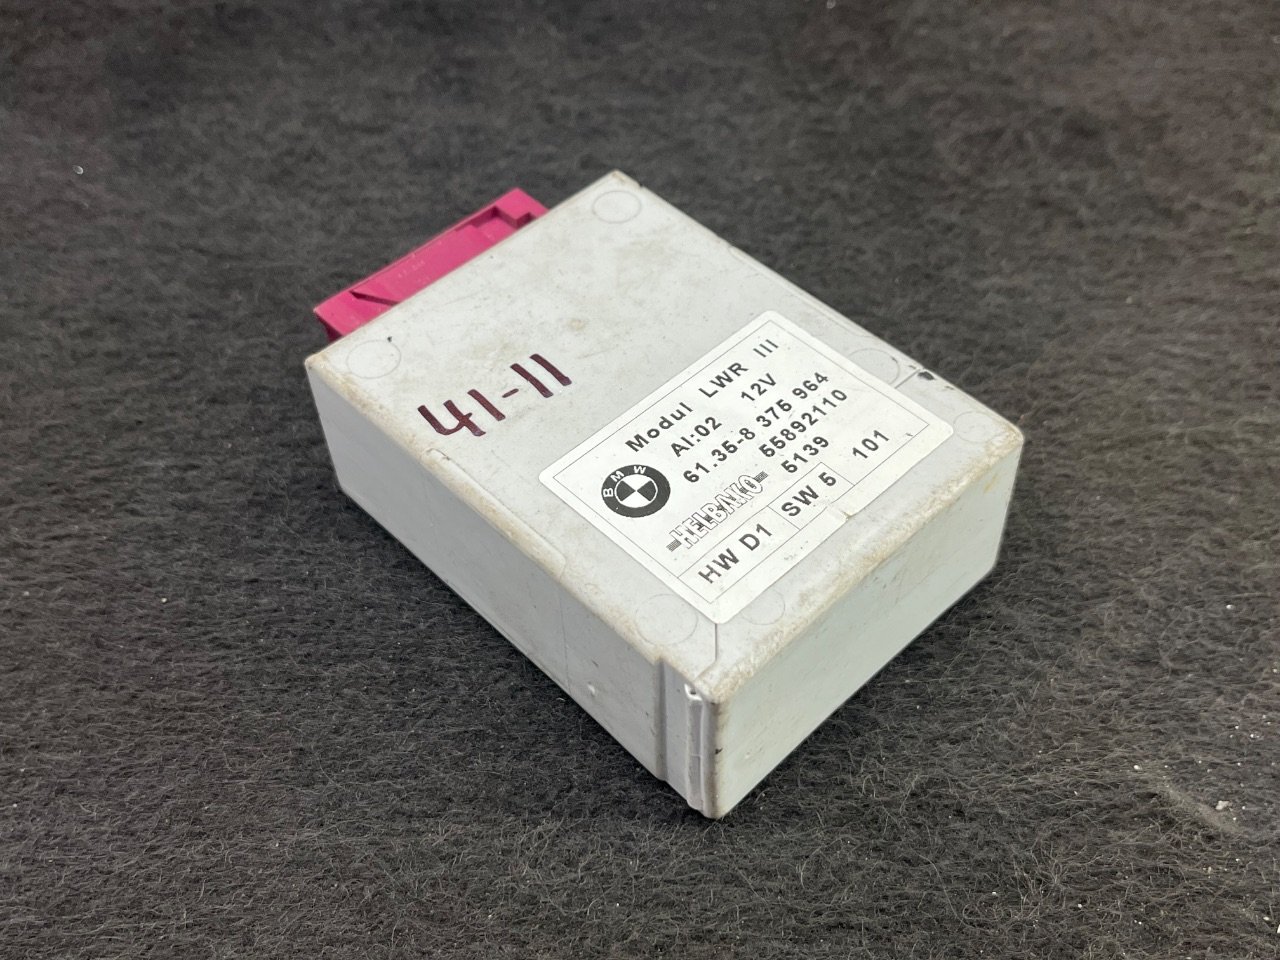 41-11
Modul LWR III
AI:02 12V
61.35-8 375 964
55892110
BMW
HELBAKO
5139
HW D1 SW 5 101